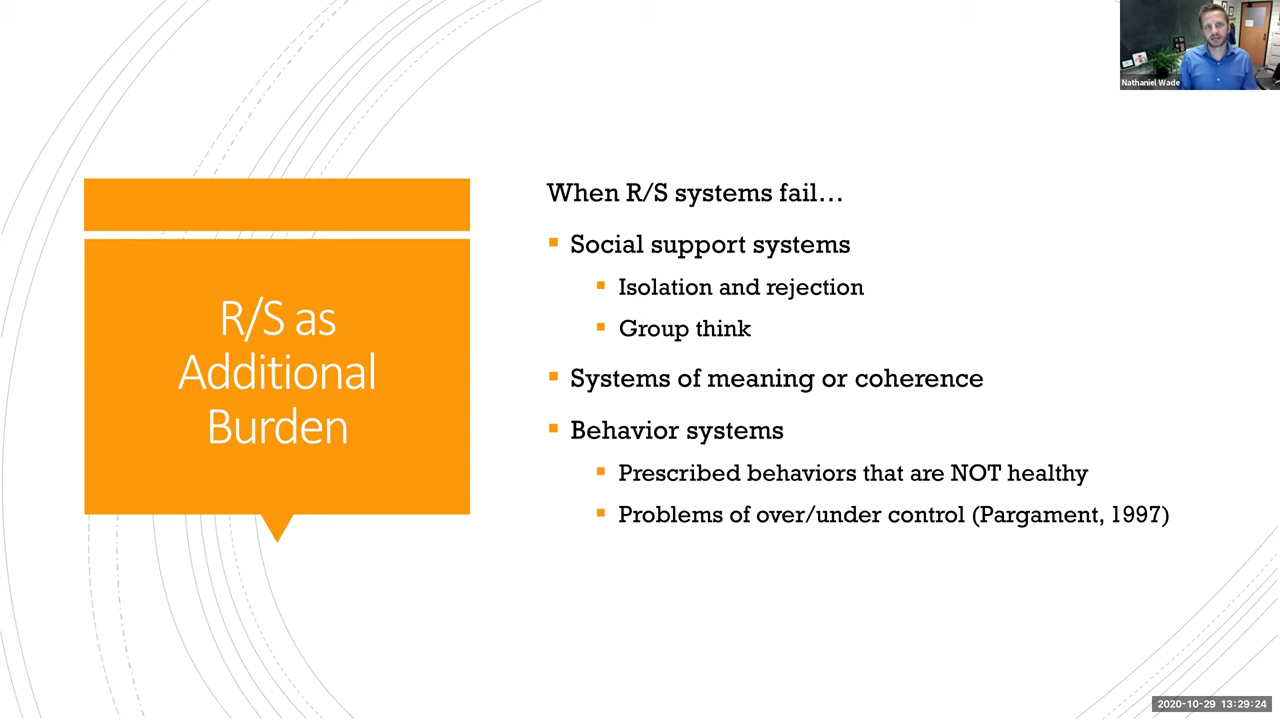 Nathaniel Wade
R/S as
Additional
Burden
When R/S systems fail...
Social support systems
Isolation and rejection
Group think
Systems of meaning or coherence
Behavior systems
Prescribed behaviors that are NOT healthy
Problems of over/under control (Pargament, 1997)
2020-10-29 13:29:24